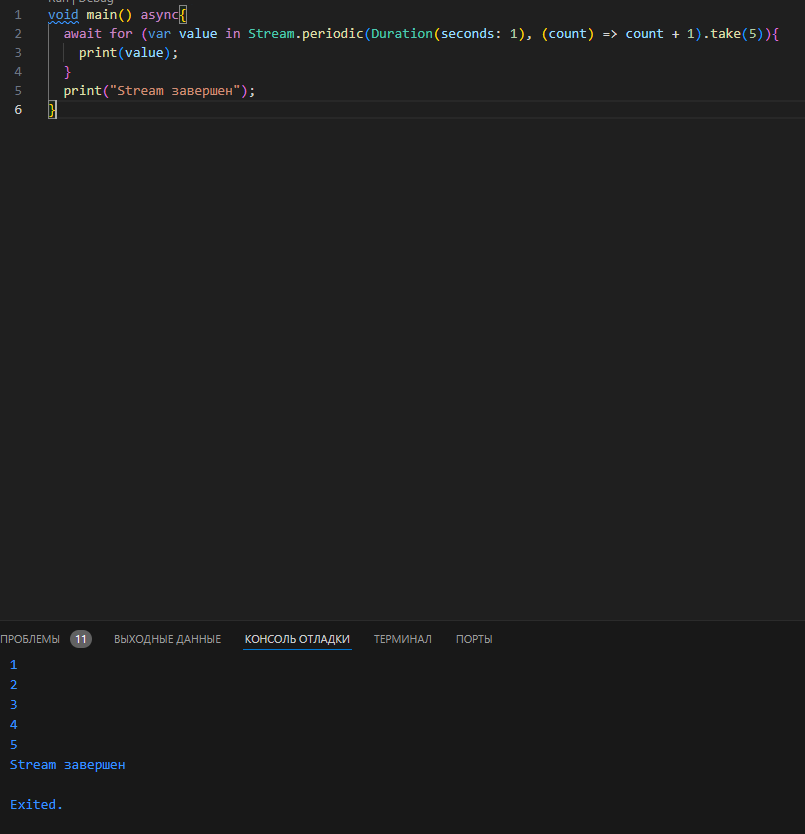 Run | Debug
1 void main() async{
2 await for (var value in Stream.periodic(Duration(seconds: 1), (count) => count + 1).take(5)){
3 print(value);
4 }
5 print("Stream завершен");
6 }
ПРОБЛЕМЫ 11 ВЫХОДНЫЕ ДАННЫЕ КОНСОЛЬ ОТЛАДКИ ТЕРМИНАЛ ПОРТЫ
1
2
3
4
5
Stream завершен
Exited.